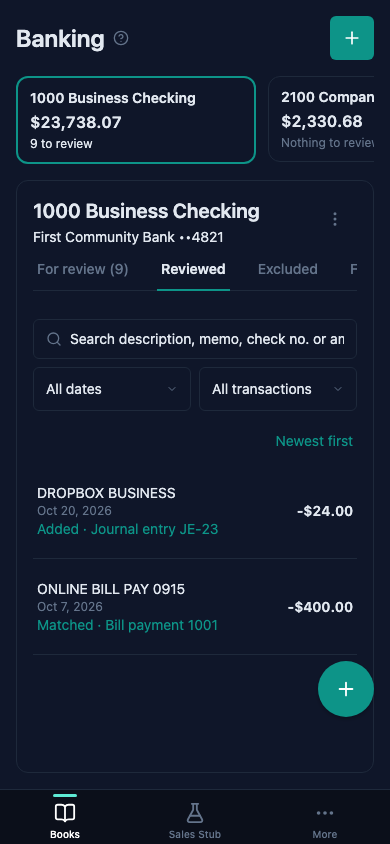 Banking
1000 Business Checking
$23,738.07
9 to review
2100 Compan
$2,330.68
Nothing to review
1000 Business Checking
First Community Bank ••4821
For review (9)
Reviewed
Excluded
F
Search description, memo, check no. or am
All dates
All transactions
Newest first
DROPBOX BUSINESS
Oct 20, 2026
Added · Journal entry JE-23
-$24.00
ONLINE BILL PAY 0915
Oct 7, 2026
Matched · Bill payment 1001
-$400.00
Books
Sales Stub
More